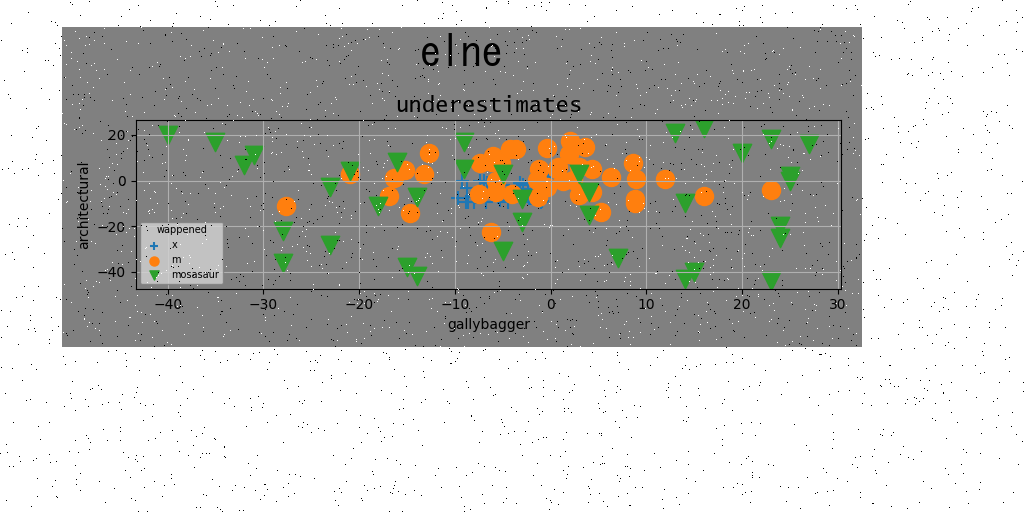 elne
underestimates
architectural
20
0
−20
−40
wappened
x
m
mosasaur
−40 −30 −20 −10 0 10 20 30
gallybagger